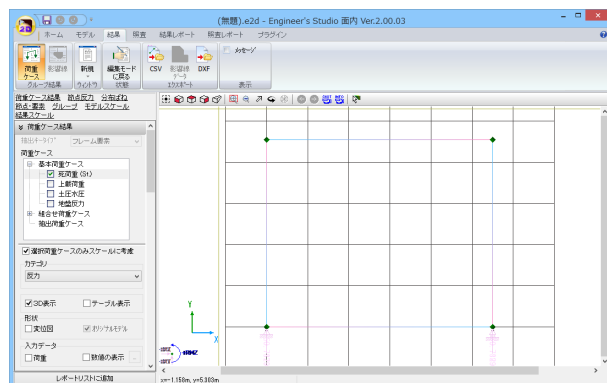 (無題).e2d - Engineer's Studio 面内 Ver.2.00.03
2D
ホーム モデル 結果 照査 結果レポート 照査レポート プラグイン
荷重ケース 影響線 新規 編集モードに戻る CSV 影響線データ DXF メッセージ
グループ結果 ウィンドウ 状態 エクスポート 表示
荷重ケース結果 節点反力 分布ばね
節点・要素 グループ モデルスケール
結果スケール
荷重ケース結果
抽出キータイプ フレーム要素
荷重ケース
基本荷重ケース
死荷重 (St.)
上載荷重
土圧水圧
地盤反力
組合せ荷重ケース
抽出荷重ケース
選択荷重ケースのみスケールに考慮
カテゴリ
反力
3D表示 テーブル表示
形状
変位図 オリジナルモデル
入力データ
荷重 数値の表示 ...
レポートリストに追加
Y
X
+RMZ
x=-1.158m, y=5.303m